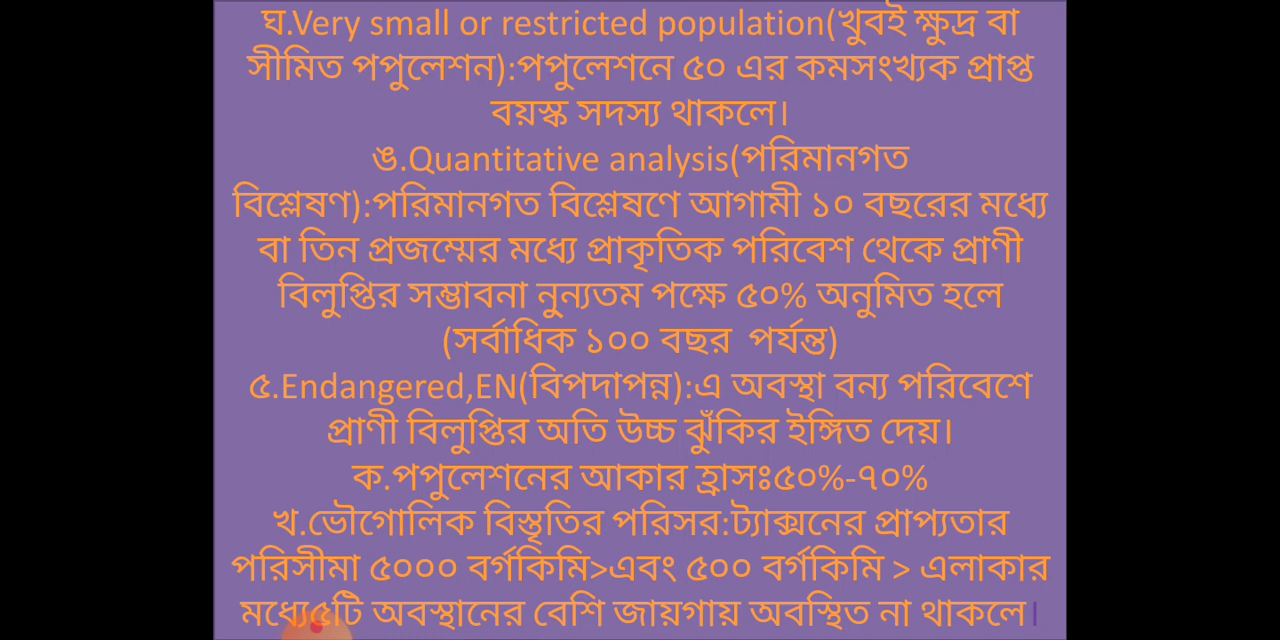 ঘ.Very small or restricted population(খুবই ক্ষুদ্র বা
সীমিত পপুলেশন):পপুলেশনে ৫০ এর কমসংখ্যক প্রাপ্ত
বয়স্ক সদস্য থাকলে।
ঙ.Quantitative analysis(পরিমানগত
বিশ্লেষণ):পরিমানগত বিশ্লেষণে আগামী ১০ বছরের মধ্যে
বা তিন প্রজম্মের মধ্যে প্রাকৃতিক পরিবেশ থেকে প্রাণী
বিলুপ্তির সম্ভাবনা নুন্যতম পক্ষে ৫০% অনুমিত হলে
(সর্বাধিক ১০০ বছর পর্যন্ত)
৫.Endangered,EN(বিপদাপন্ন):এ অবস্থা বন্য পরিবেশে
প্রাণী বিলুপ্তির অতি উচ্চ ঝুঁকির ইঙ্গিত দেয়।
ক.পপুলেশনের আকার হ্রাসঃ৫০%-৭০%
খ.ভৌগোলিক বিস্তৃতির পরিসর:ট্যাক্সনের প্রাপ্যতার
পরিসীমা ৫০০০ বর্গকিমি>এবং ৫০০ বর্গকিমি > এলাকার
মধ্যে৫টি অবস্থানের বেশি জায়গায় অবস্থিত না থাকলে।